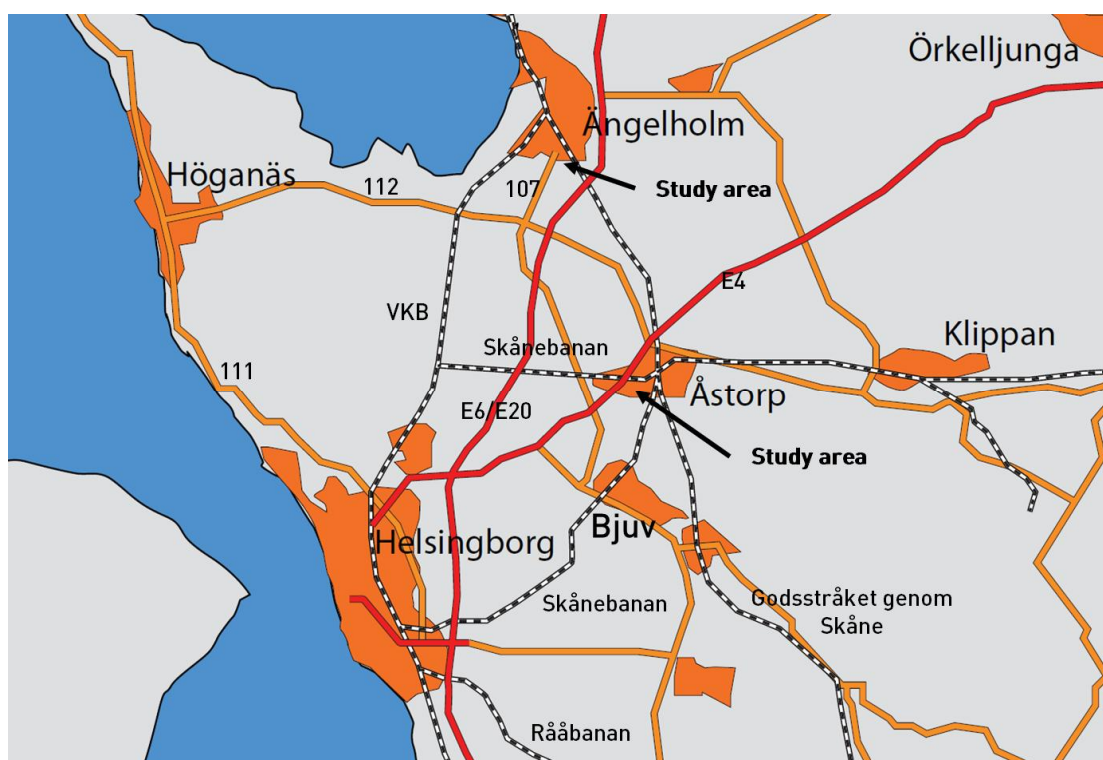 Örkelljunga
Ängelholm
Höganäs
112
107
Study area
E4
VKB
Skånebanan
Klippan
111
Åstorp
E6/E20
Study area
Bjuv
Helsingborg
Skånebanan
Godsstråket genom
Skåne
Rååbanan